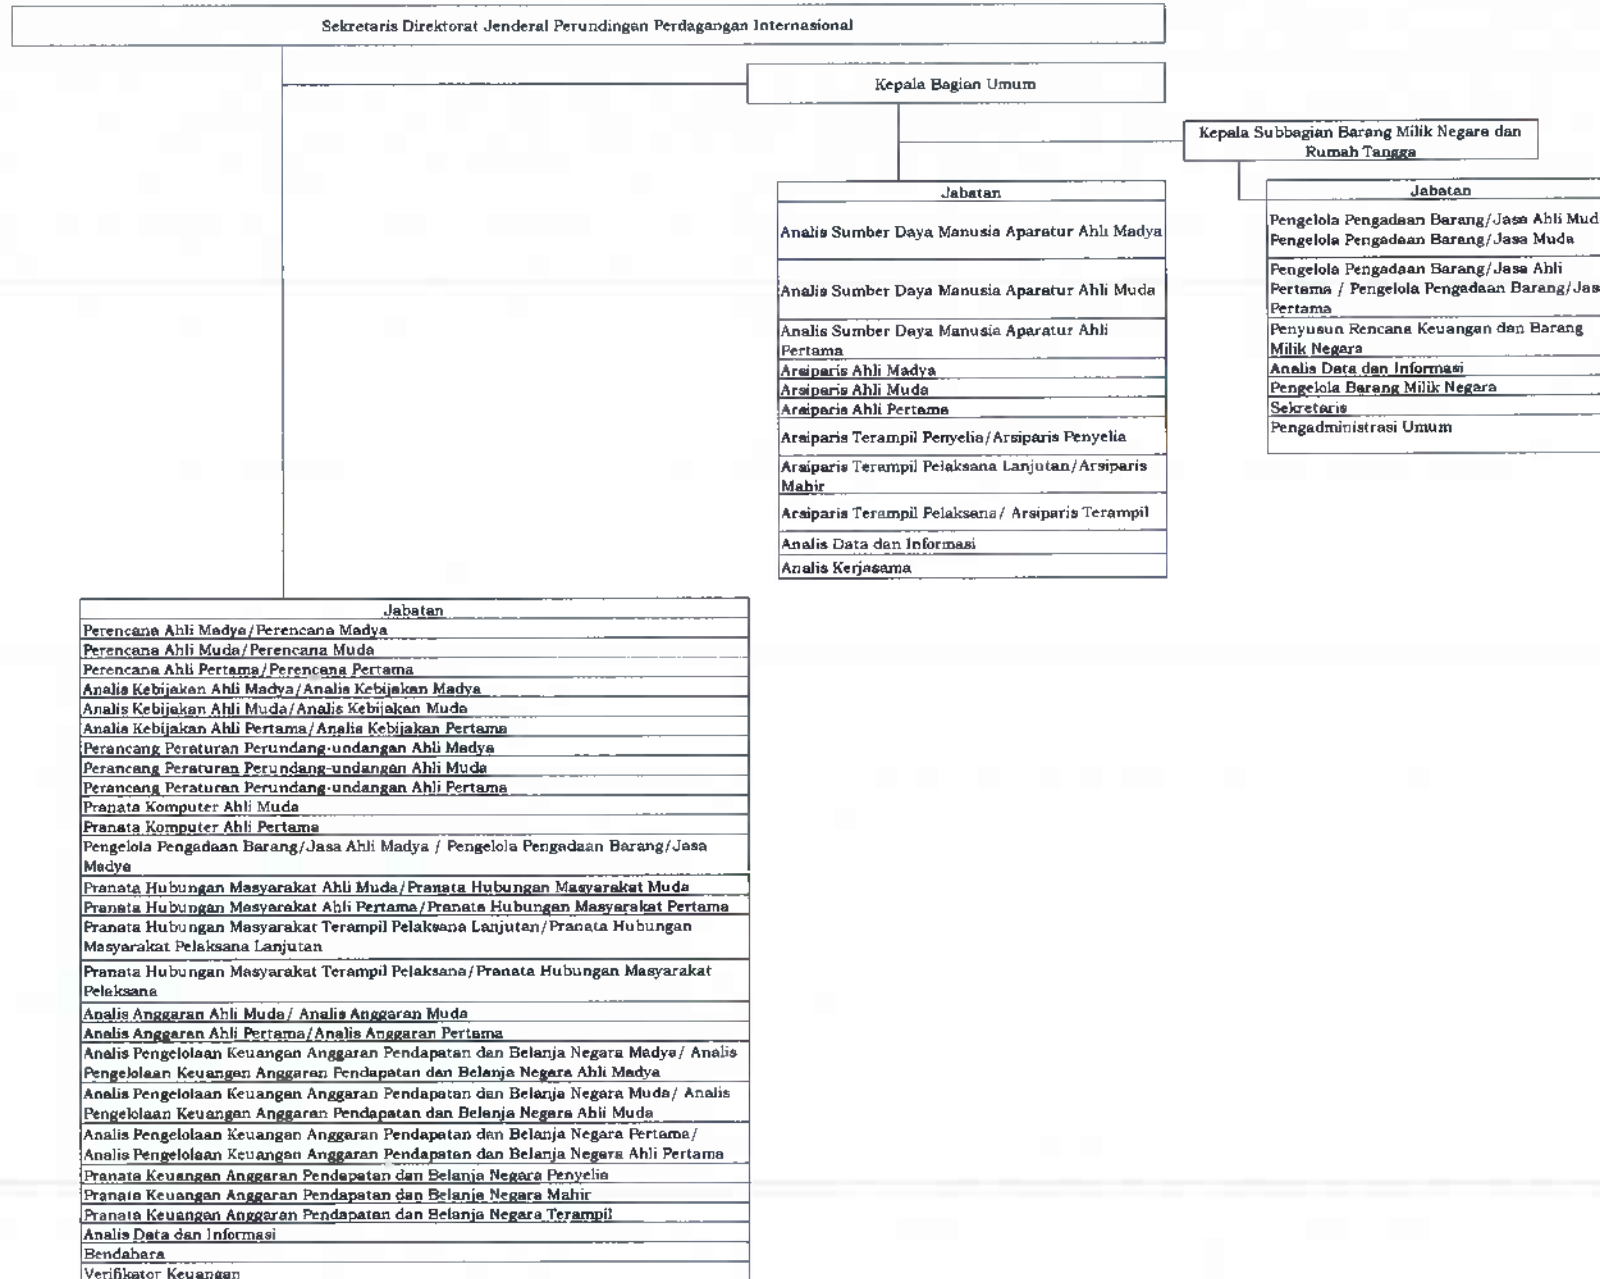 Sekretaris Direktorat Jenderal Perundingan Perdagangan Internasional
Kepala Bagian Umum
Kepala Subbagian Barang Milik Negara dan
Rumah Tangga
Jabatan
Analis Sumber Daya Manusia Aparatur Ahli Madya
Analis Sumber Daya Manusia Aparatur Ahli Muda
Analis Sumber Daya Manusia Aparatur Ahli
Pertama
Arsiparis Ahli Madya
Arsiparis Ahli Muda
Arsiparis Ahli Pertama
Arsiparis Terampil Penyelia/Arsiparis Penyelia
Arsiparis Terampil Pelaksana Lanjutan/Arsiparis
Mahir
Arsiparis Terampil Pelaksana/ Arsiparis Terampil
Analis Data dan Informasi
Analis Kerjasama
Jabatan
Pengelola Pengadaan Barang/Jasa Ahli Mud
Pengelola Pengadaan Barang/Jasa Muda
Pengelola Pengadaan Barang/Jasa Ahli
Pertama / Pengelola Pengadaan Barang/Jas
Pertama
Penyusun Rencana Keuangan dan Barang
Milik Negara
Analis Data dan Informasi
Pengelola Barang Milik Negara
Sekretaris
Pengadministrasi Umum
Jabatan
Perencana Ahli Madya/Perencana Madya
Perencana Ahli Muda/Perencana Muda
Perencana Ahli Pertama/Perencana Pertama
Analis Kebijakan Ahli Madya/Analis Kebijakan Madya
Analis Kebijakan Ahli Muda/Analis Kebijakan Muda
Analis Kebijakan Ahli Pertama/Analis Kebijakan Pertama
Perancang Peraturan Perundang-undangan Ahli Madya
Perancang Peraturan Perundang-undangan Ahli Muda
Perancang Peraturan Perundang-undangan Ahli Pertama
Pranata Komputer Ahli Muda
Pranata Komputer Ahli Pertama
Pengelola Pengadaan Barang/Jasa Ahli Madya / Pengelola Pengadaan Barang/Jasa
Madya
Pranata Hubungan Masyarakat Ahli Muda/Pranata Hubungan Masyarakat Muda
Pranata Hubungan Masyarakat Ahli Pertama/Pranata Hubungan Masyarakat Pertama
Pranata Hubungan Masyarakat Terampil Pelaksana Lanjutan/Pranata Hubungan
Masyarakat Pelaksana Lanjutan
Pranata Hubungan Masyarakat Terampil Pelaksana/Pranata Hubungan Masyarakat
Pelaksana
Analis Anggaran Ahli Muda/ Analis Anggaran Muda
Analis Anggaran Ahli Pertama/Analis Anggaran Pertama
Analis Pengelolaan Keuangan Anggaran Pendapatan dan Belanja Negara Madya/ Analis
Pengelolaan Keuangan Anggaran Pendapatan dan Belanja Negara Ahli Madya
Analis Pengelolaan Keuangan Anggaran Pendapatan dan Belanja Negara Muda/ Analis
Pengelolaan Keuangan Anggaran Pendapatan dan Belanja Negara Ahli Muda
Analis Pengelolaan Keuangan Anggaran Pendapatan dan Belanja Negara Pertama/
Analis Pengelolaan Keuangan Anggaran Pendapatan dan Belanja Negara Ahli Pertama
Pranata Keuangan Anggaran Pendapatan dan Belanja Negara Penyelia
Pranata Keuangan Anggaran Pendapatan dan Belanja Negara Mahir
Pranata Keuangan Anggaran Pendapatan dan Belanja Negara Terampil
Analis Data dan Informasi
Bendahara
Verifikator Keuangan